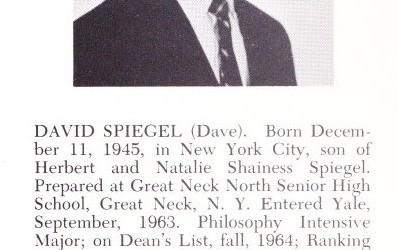 DAVID SPIEGEL (Dave). Born Decem-
ber 11, 1945, in New York City, son of
Herbert and Natalie Shainess Spiegel.
Prepared at Great Neck North Senior High
School, Great Neck, N. Y. Entered Yale,
September, 1963. Philosophy Intensive
Major; on Dean's List, fall, 1964; Ranking